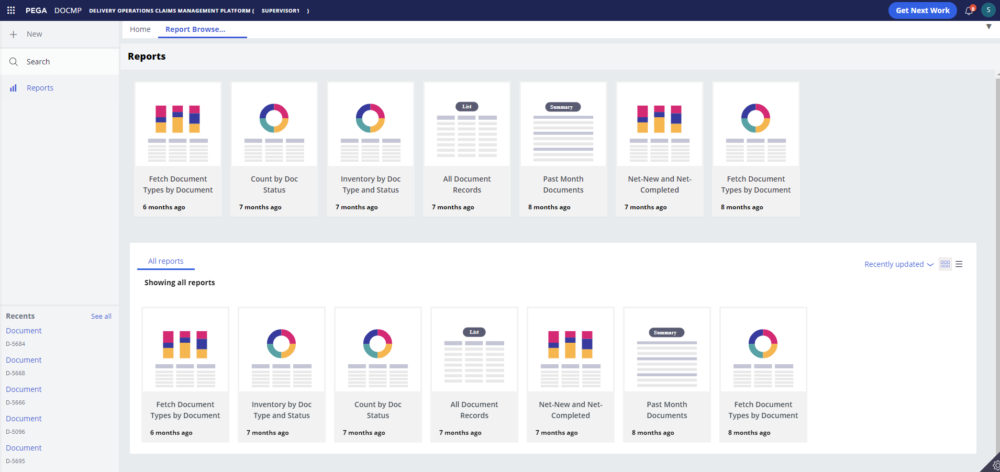 PEGA DOCMP DELIVERY OPERATIONS CLAIMS MANAGEMENT PLATFORM ( SUPERVISOR1 ) Get Next Work 0 S
New
Search
Reports
Home Report Browse...
Reports
List
Summary
Fetch Document
Types by Document
6 months ago
Count by Doc
Status
7 months ago
Inventory by Doc
Type and Status
7 months ago
All Document
Records
7 months ago
Past Month
Documents
8 months ago
Net-New and Net-
Completed
7 months ago
Fetch Document
Types by Document
8 months ago
All reports
Recently updated
Showing all reports
List
Summary
Fetch Document
Types by Document
6 months ago
Inventory by Doc
Type and Status
7 months ago
Count by Doc
Status
7 months ago
All Document
Records
7 months ago
Net-New and Net-
Completed
7 months ago
Past Month
Documents
8 months ago
Fetch Document
Types by Document
8 months ago
Recents See all
Document
D-5684
Document
D-5668
Document
D-5666
Document
D-5096
Document
D-5695